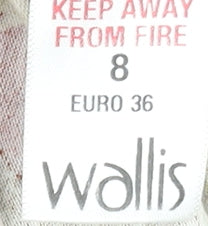 KEEP AWAY
FROM FIRE
8
EURO 36
wallis